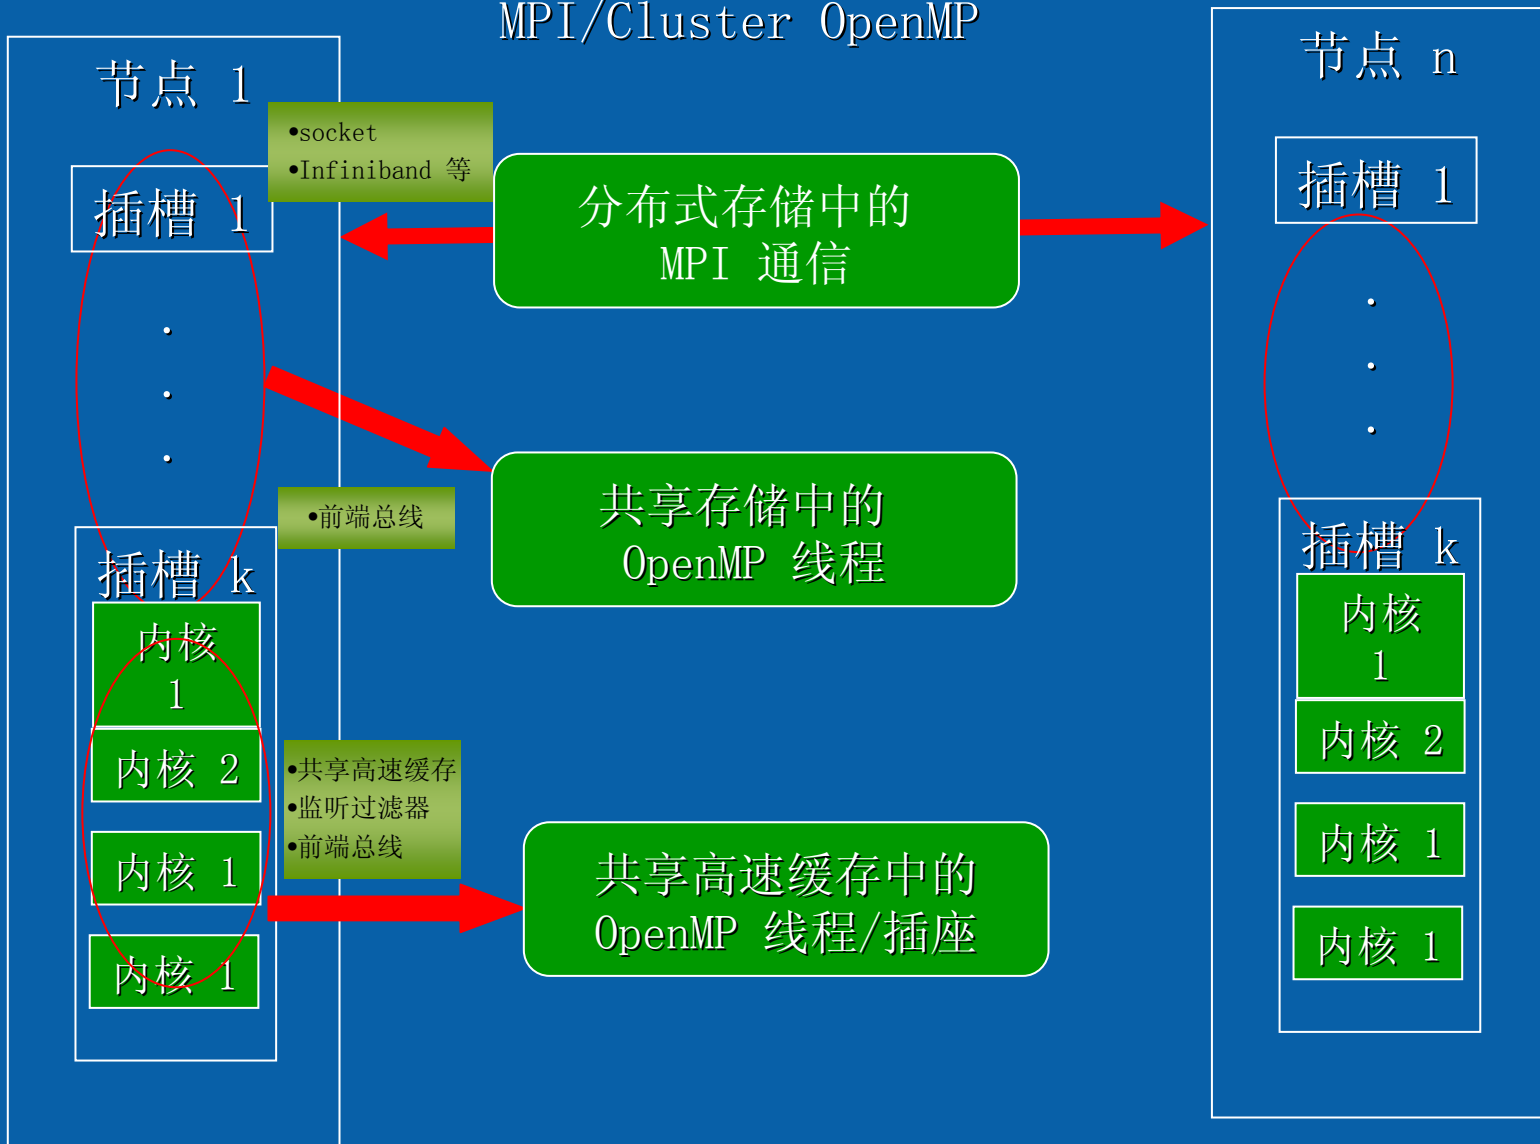 MPI/Cluster OpenMP
节点 1
•socket
•Infiniband 等
插槽 1
.
.
.
插槽 k
内核
1
内核 2
内核 1
内核 1
分布式存储中的
MPI 通信
•前端总线
共享存储中的
OpenMP 线程
•共享高速缓存
•监听过滤器
•前端总线
共享高速缓存中的
OpenMP 线程/插座
节点 n
插槽 1
.
.
.
插槽 k
内核
1
内核 2
内核 1
内核 1